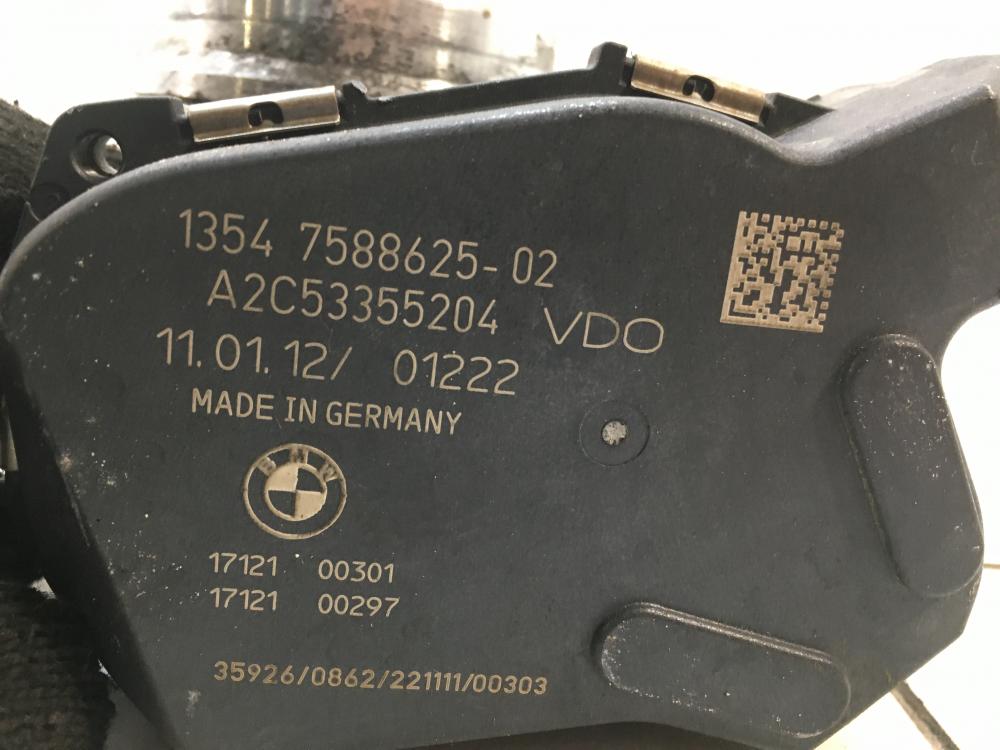 1354 7588625-02
A2C53355204 VDO
11.01.12/ 01222
MADE IN GERMANY
BMW
17121 00301
17121 00297
35926/0862/221111/00303